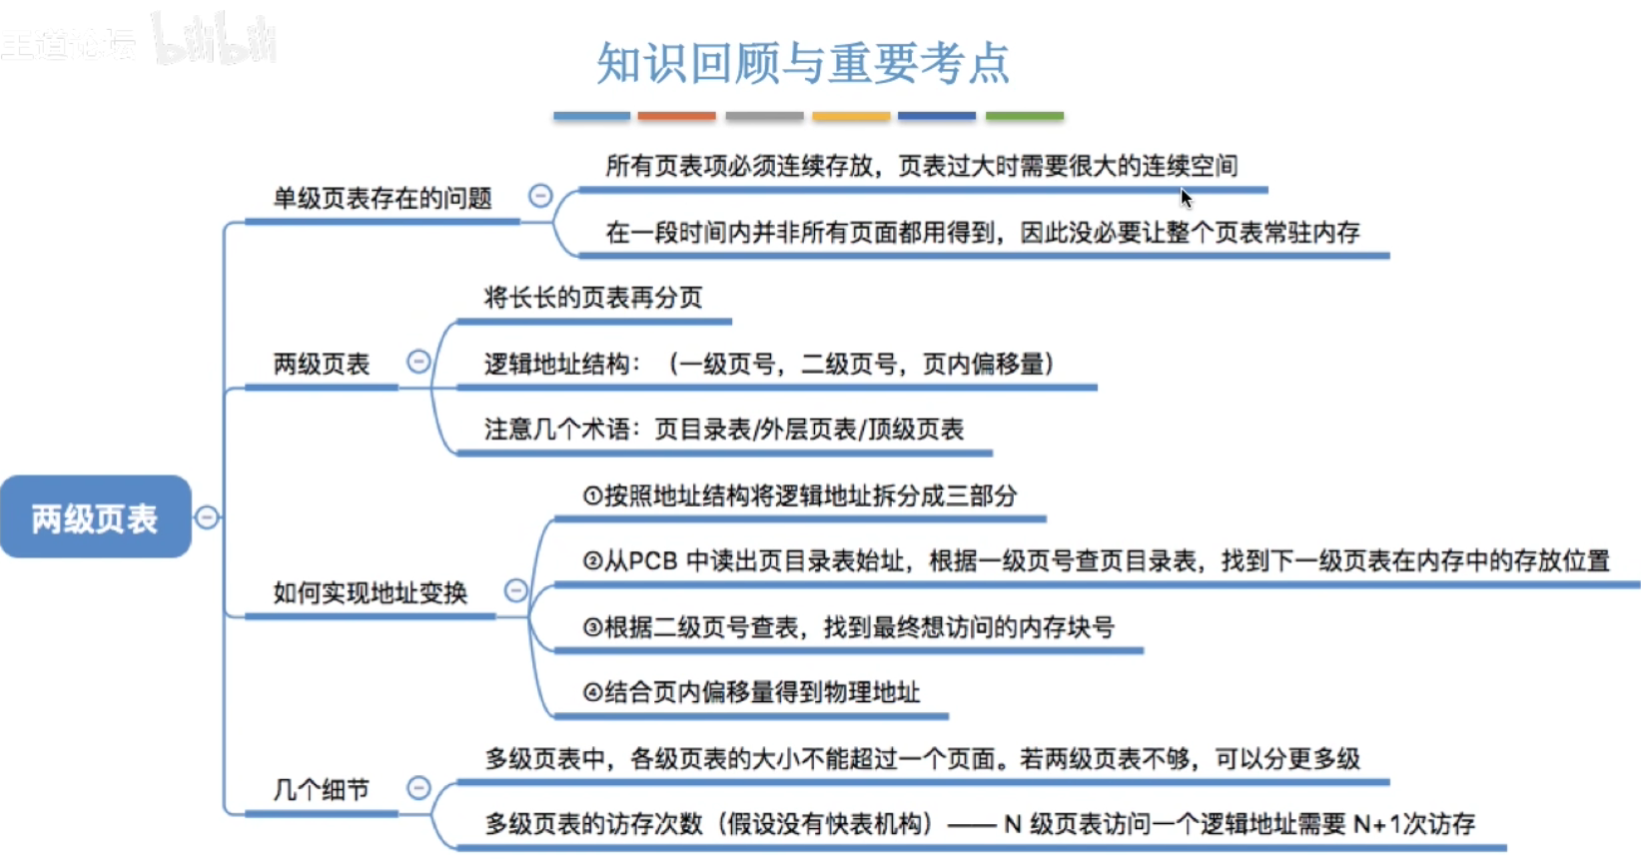 王道论坛 bilibili
知识回顾与重要考点
所有页表项必须连续存放，页表过大时需要很大的连续空间
单级页表存在的问题
在一段时间内并非所有页面都用得到，因此没必要让整个页表常驻内存
将长长的页表再分页
两级页表
逻辑地址结构：（一级页号，二级页号，页内偏移量）
注意几个术语：页目录表/外层页表/顶级页表
两级页表
①按照地址结构将逻辑地址拆分成三部分
②从PCB 中读出页目录表始址，根据一级页号查页目录表，找到下一级页表在内存中的存放位置
如何实现地址变换
③根据二级页号查表，找到最终想访问的内存块号
④结合页内偏移量得到物理地址
多级页表中，各级页表的大小不能超过一个页面。若两级页表不够，可以分更多级
几个细节
多级页表的访存次数（假设没有快表机构）—— N 级页表访问一个逻辑地址需要 N+1次访存